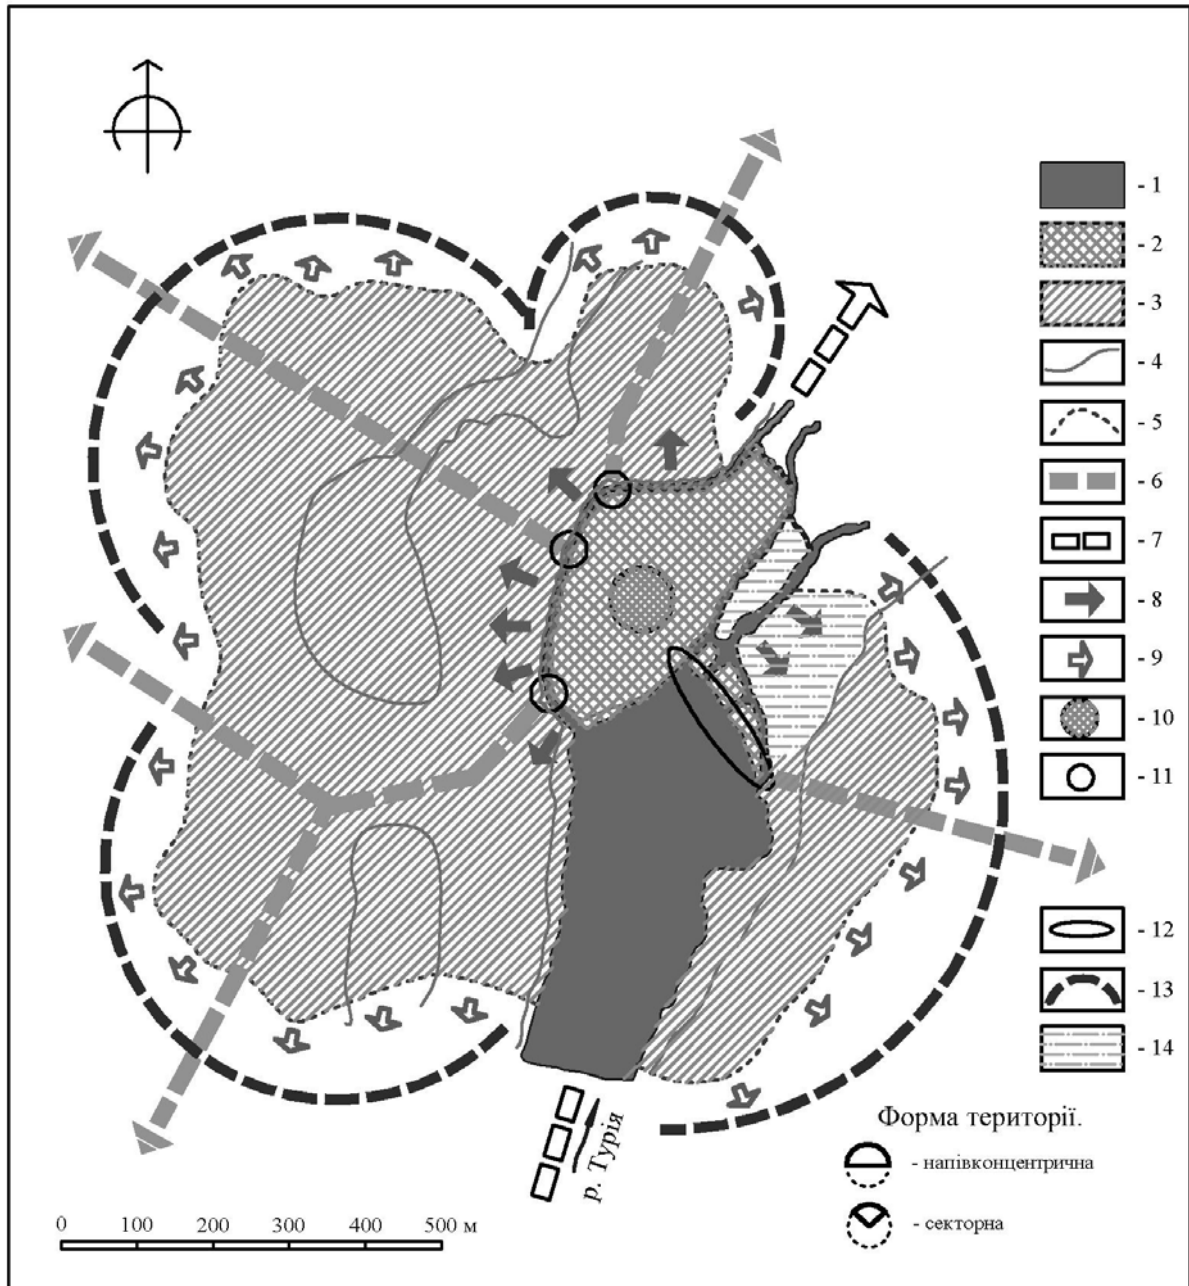 - 1
- 2
- 3
- 4
- 5
- 6
- 7
- 8
- 9
- 10
- 11
- 12
- 13
- 14
р. Турія
Форма території.
- напівконцентрична
- секторна
0 100 200 300 400 500 м